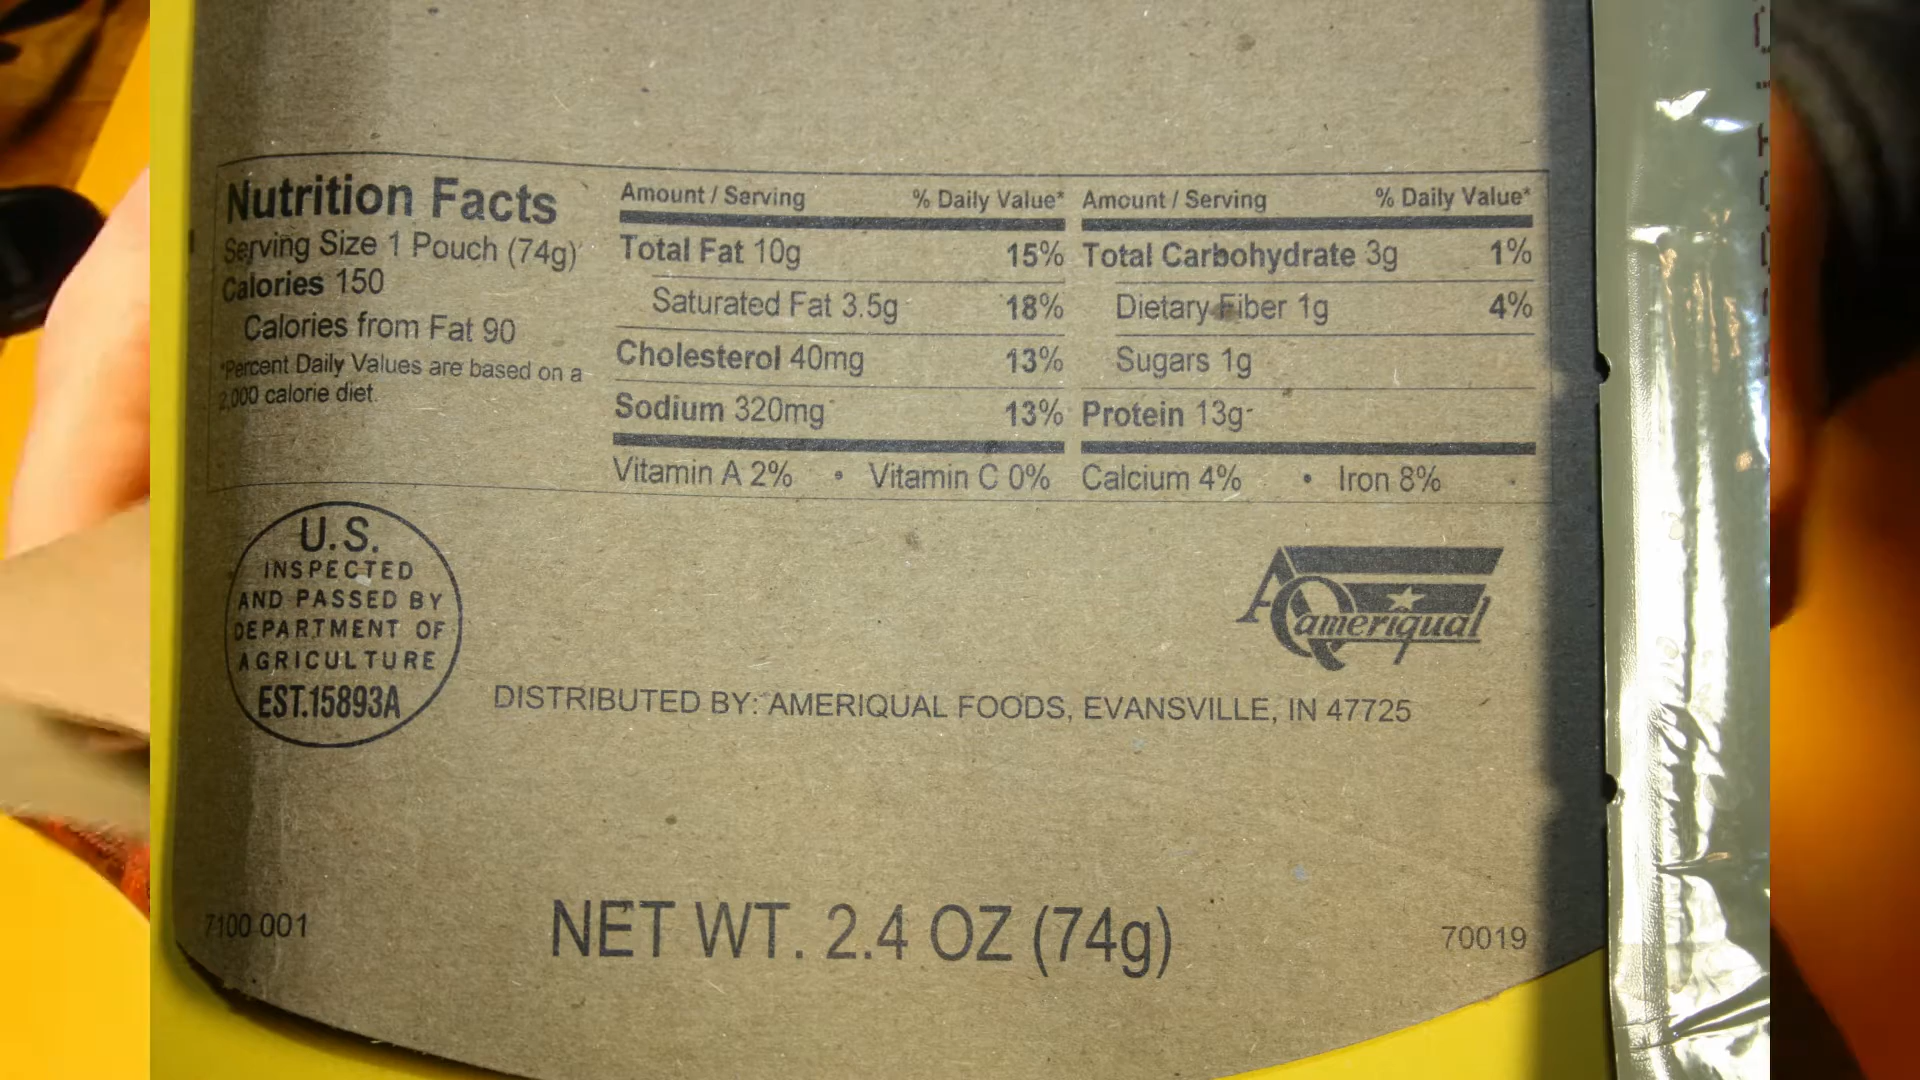 Nutrition Facts
Serving Size 1 Pouch (74g)
Calories 150
Calories from Fat 90
*Percent Daily Values are based on a
2,000 calorie diet.
Amount / Serving % Daily Value* Amount / Serving % Daily Value*
Total Fat 10g 15% Total Carbohydrate 3g 1%
Saturated Fat 3.5g 18% Dietary Fiber 1g 4%
Cholesterol 40mg 13% Sugars 1g
Sodium 320mg 13% Protein 13g
Vitamin A 2% • Vitamin C 0% Calcium 4% • Iron 8%
U.S.
INSPECTED
AND PASSED BY
DEPARTMENT OF
AGRICULTURE
EST.15893A
AQ
ameriqual
DISTRIBUTED BY: AMERIQUAL FOODS, EVANSVILLE, IN 47725
7100 001
NET WT. 2.4 OZ (74g)
70019